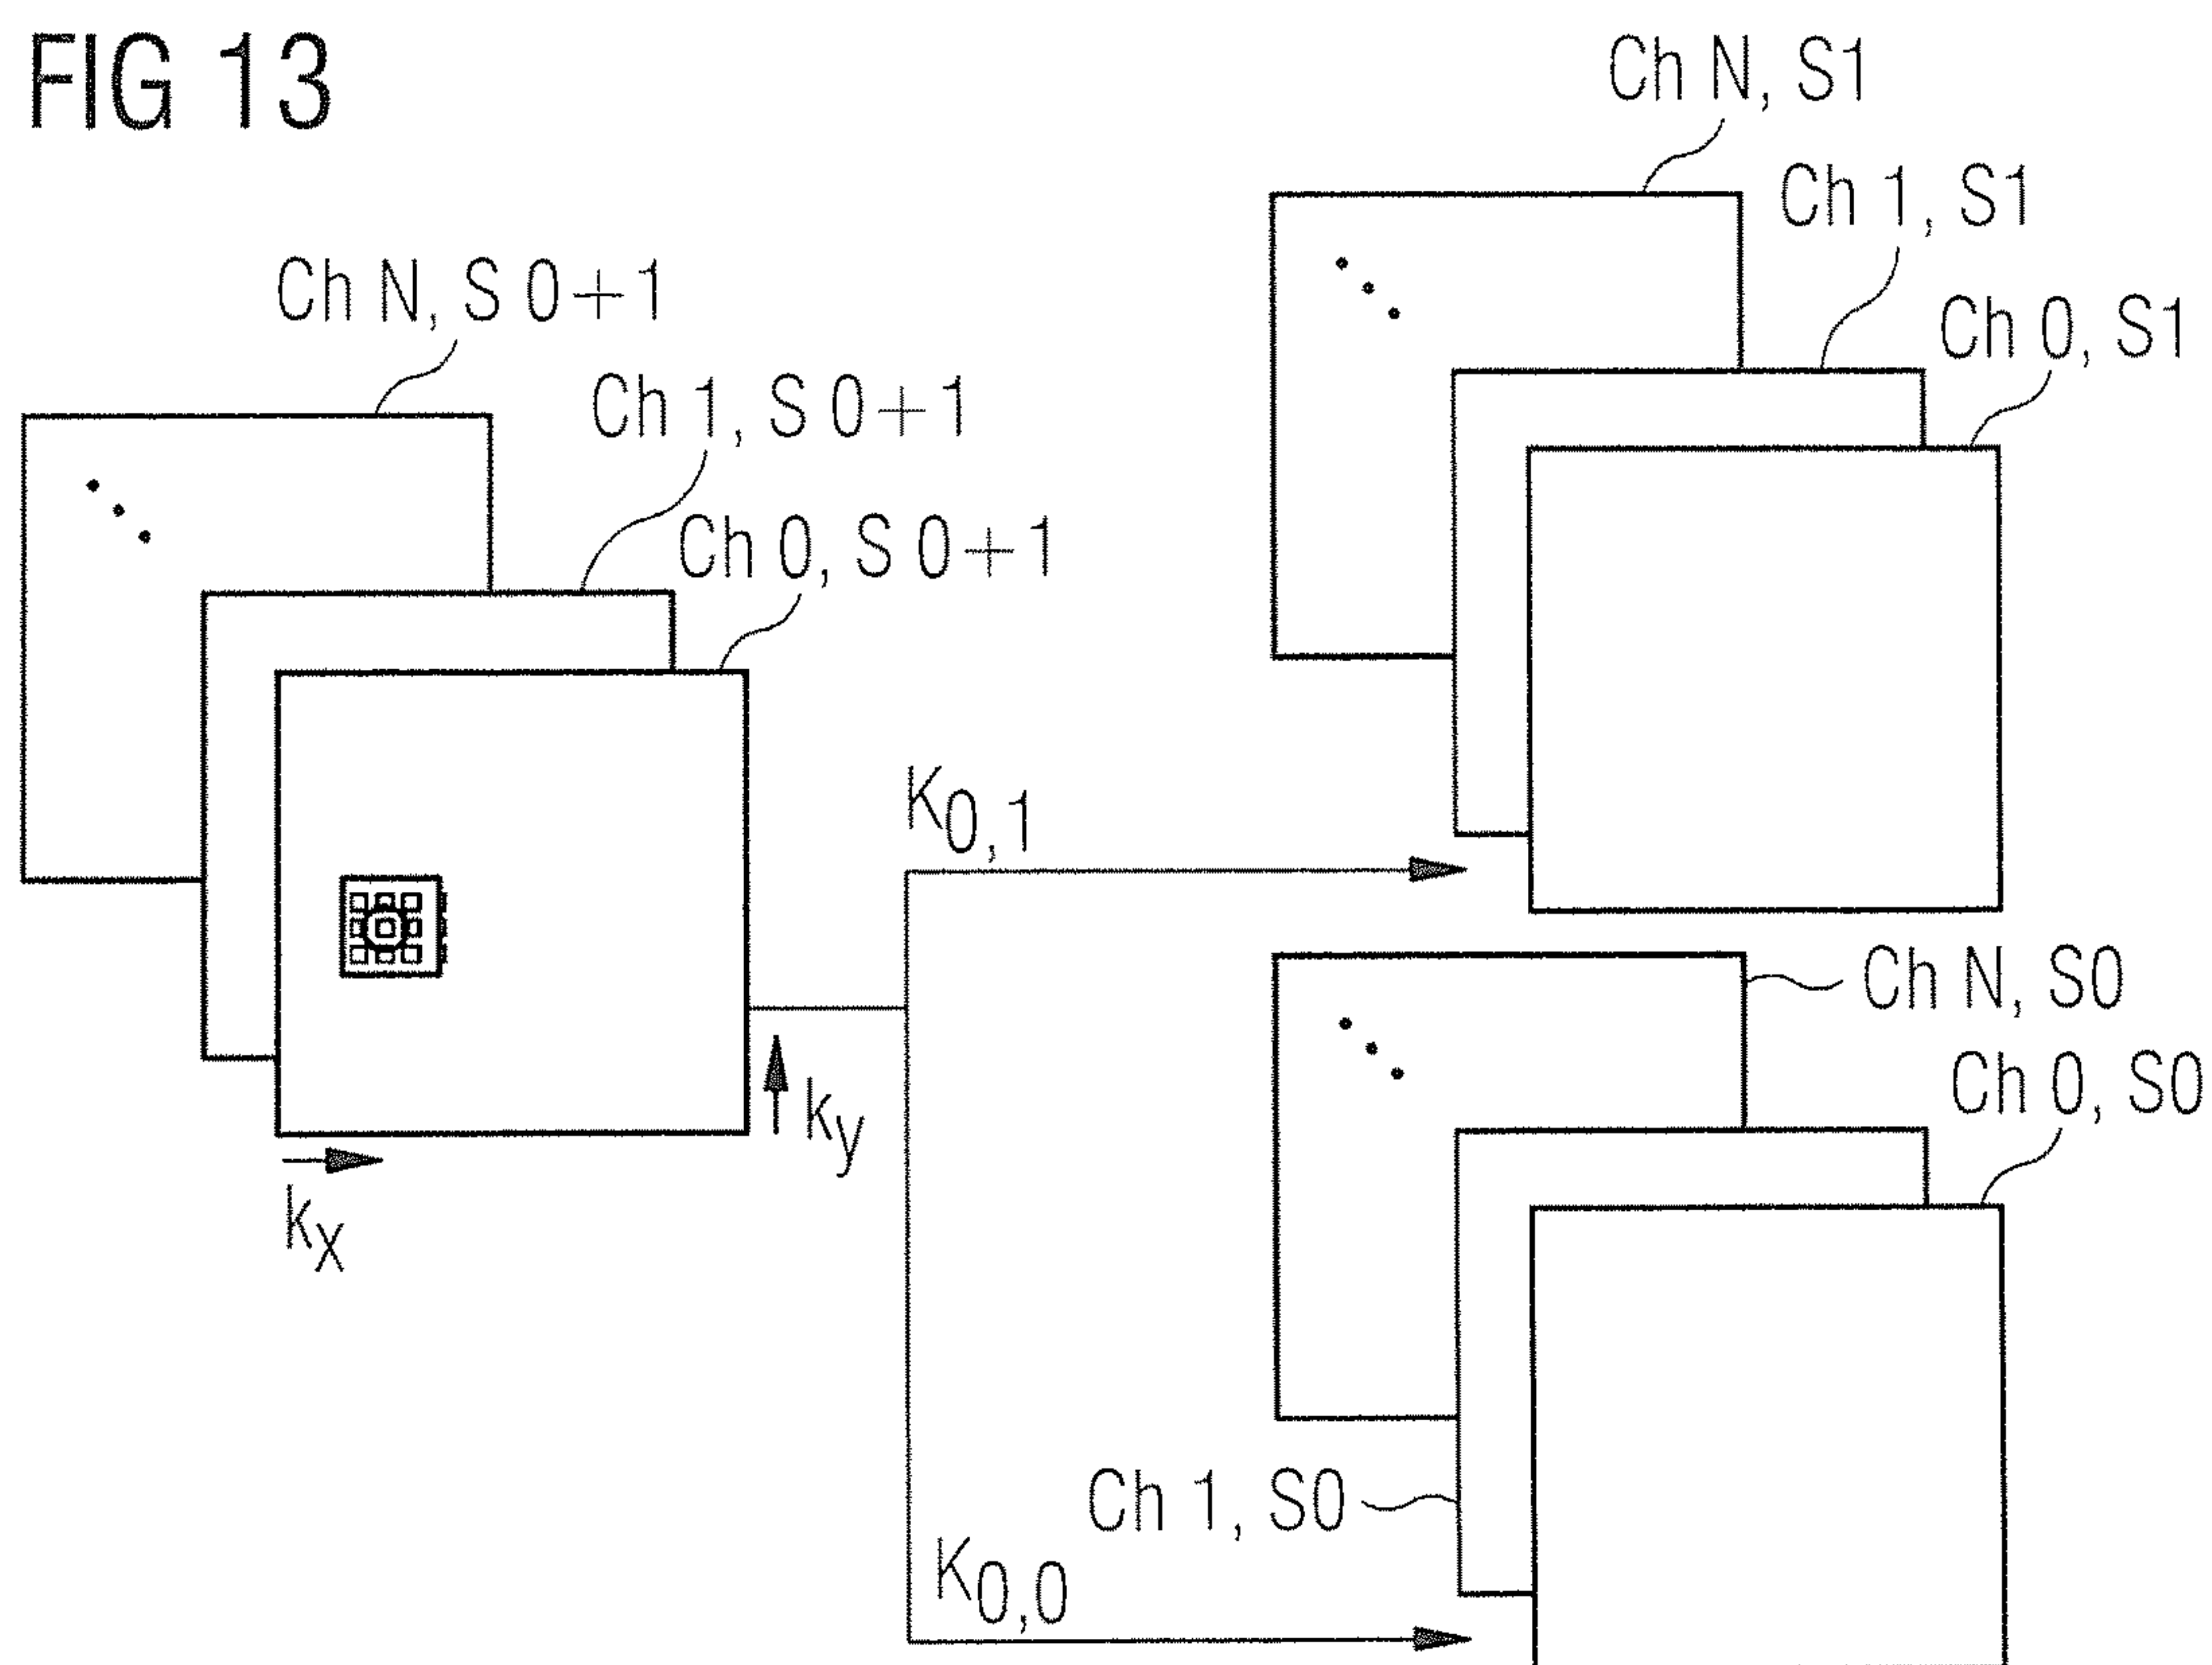 FIG 13
Ch N, S1
Ch 1, S1
Ch 0, S1
Ch N, S 0+1
Ch 1, S 0+1
Ch 0, S 0+1
K0,1
ky
kx
Ch N, S0
Ch 0, S0
Ch 1, S0
K0,0